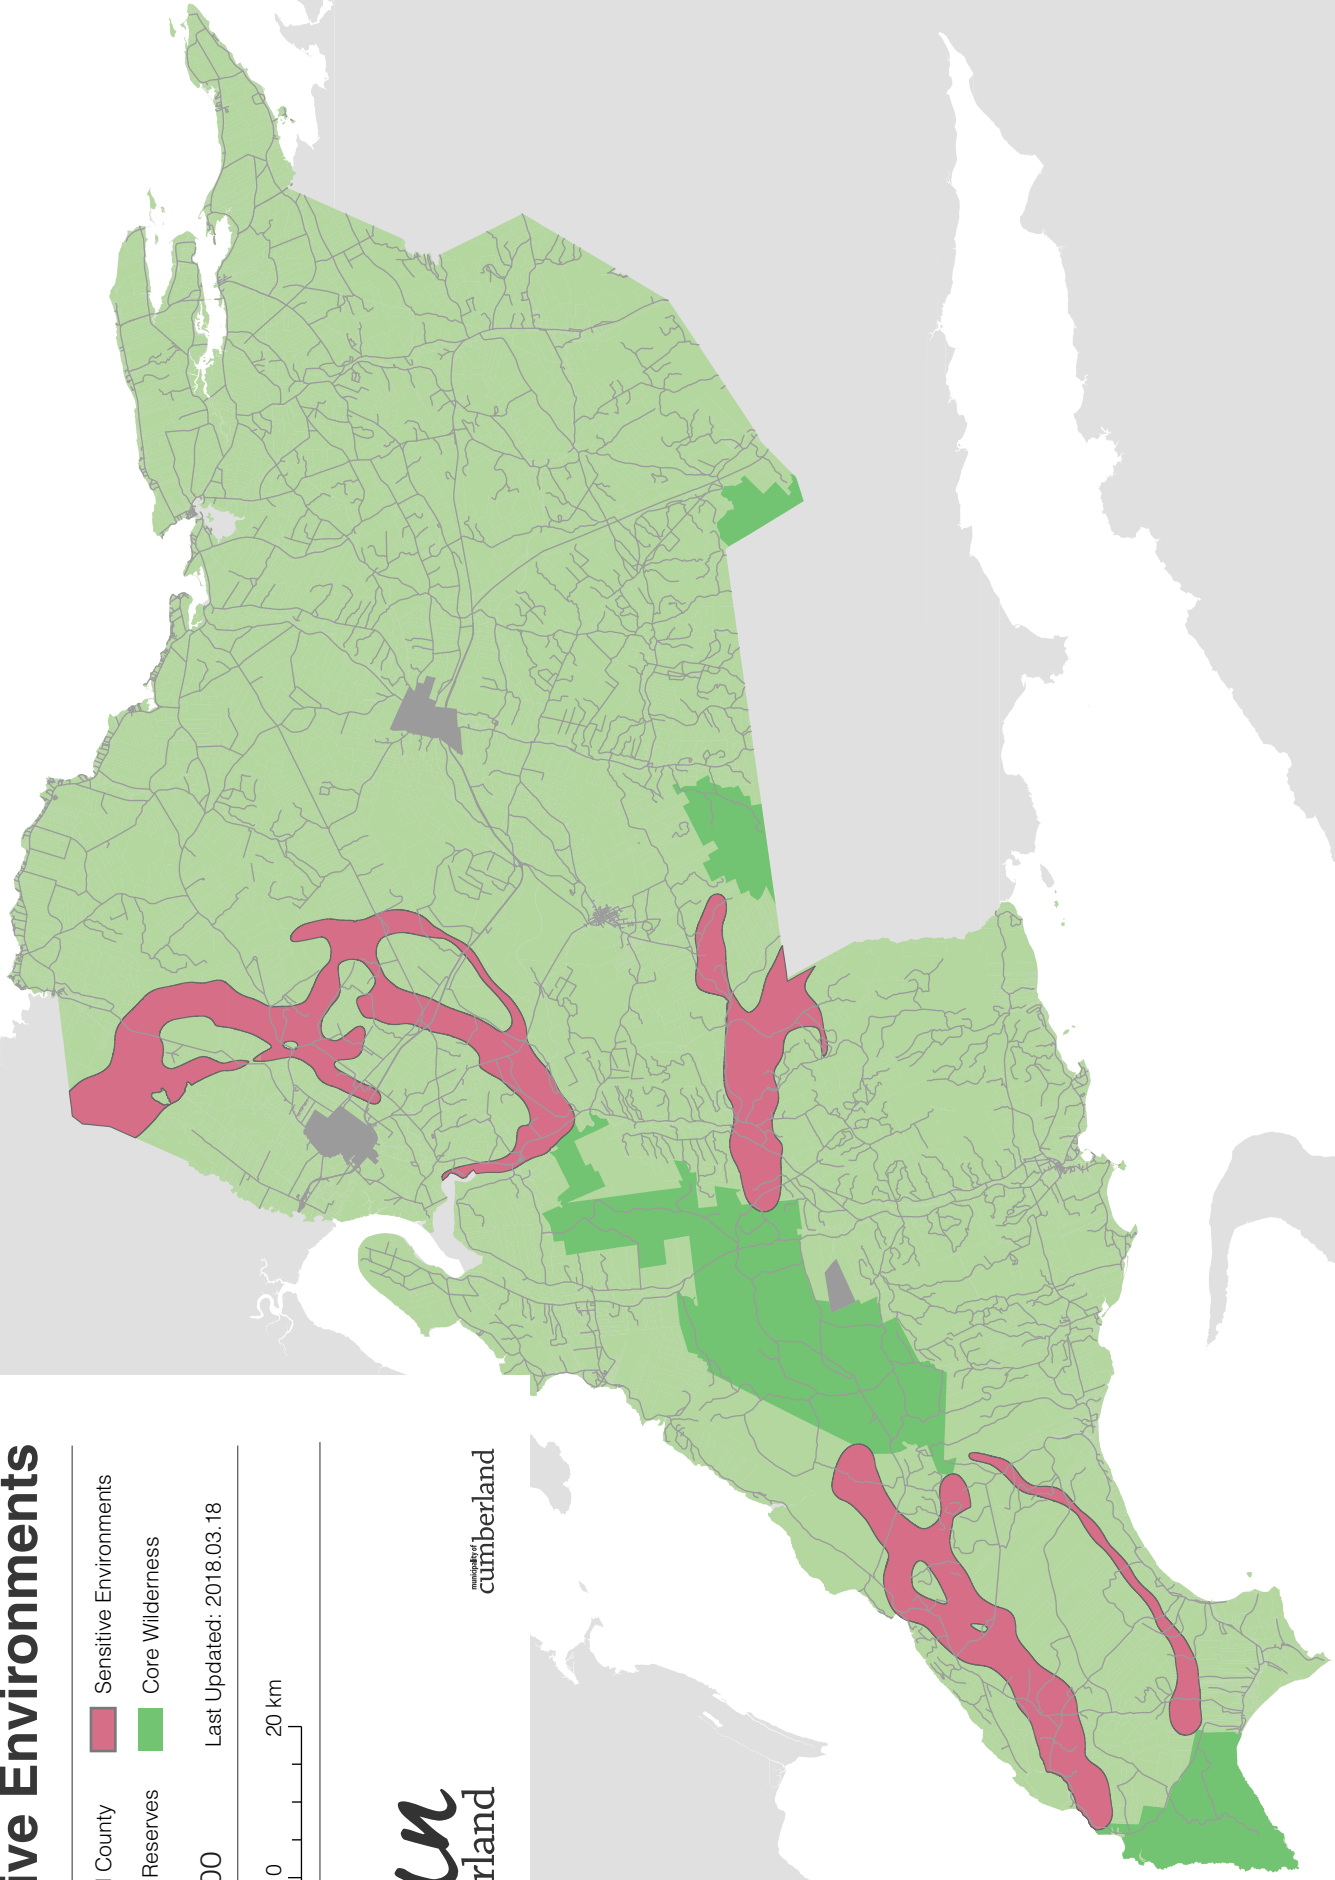 ive Environments
County
Sensitive Environments
Reserves
Core Wilderness
00
Last Updated: 2018.03.18
0
20 km
municipality of
cumberland
un
rland